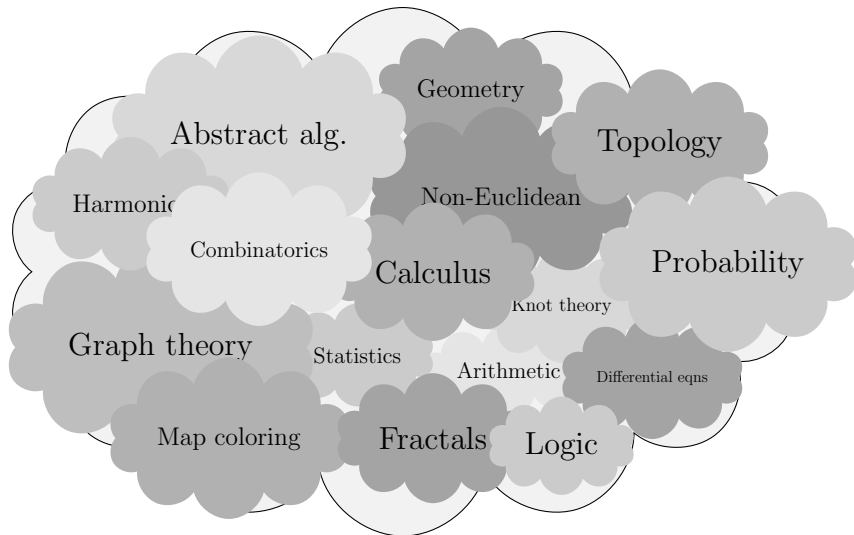 Geometry
Abstract alg.
Topology
Harmonic
Non-Euclidean
Combinatorics
Calculus
Probability
Knot theory
Graph theory
Statistics
Arithmetic
Differential eqns
Map coloring
Fractals
Logic